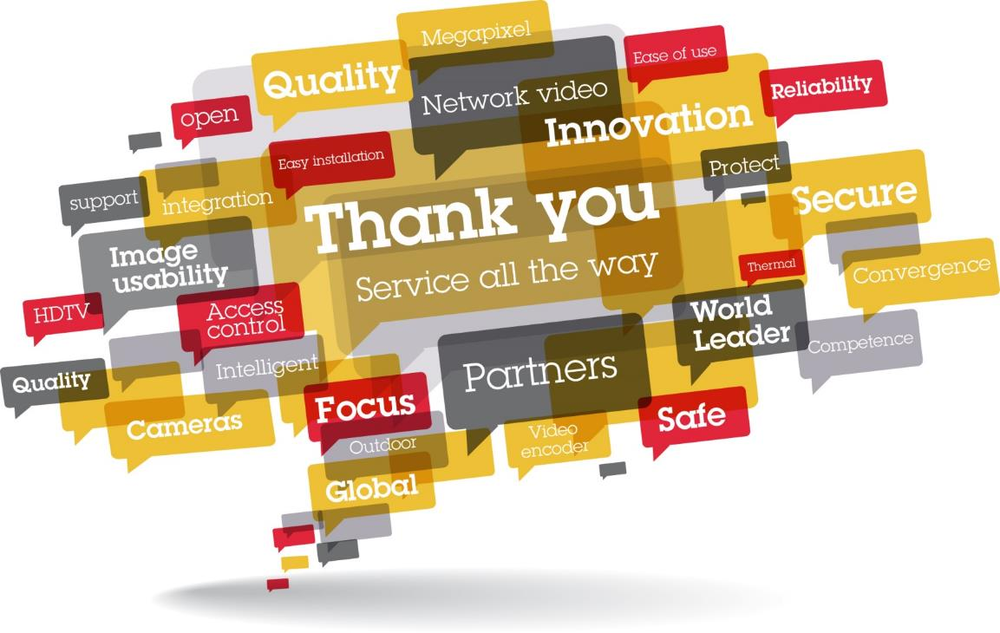 Megapixel
Quality
Ease of use
Network video
Reliability
open
Innovation
Easy installation
Protect
support
integration
Secure
Thank you
Image
usability
Service all the way
Thermal
Convergence
HDTV
Access
control
World
Leader
Competence
Quality
Intelligent
Partners
Cameras
Focus
Safe
Outdoor
Video
encoder
Global